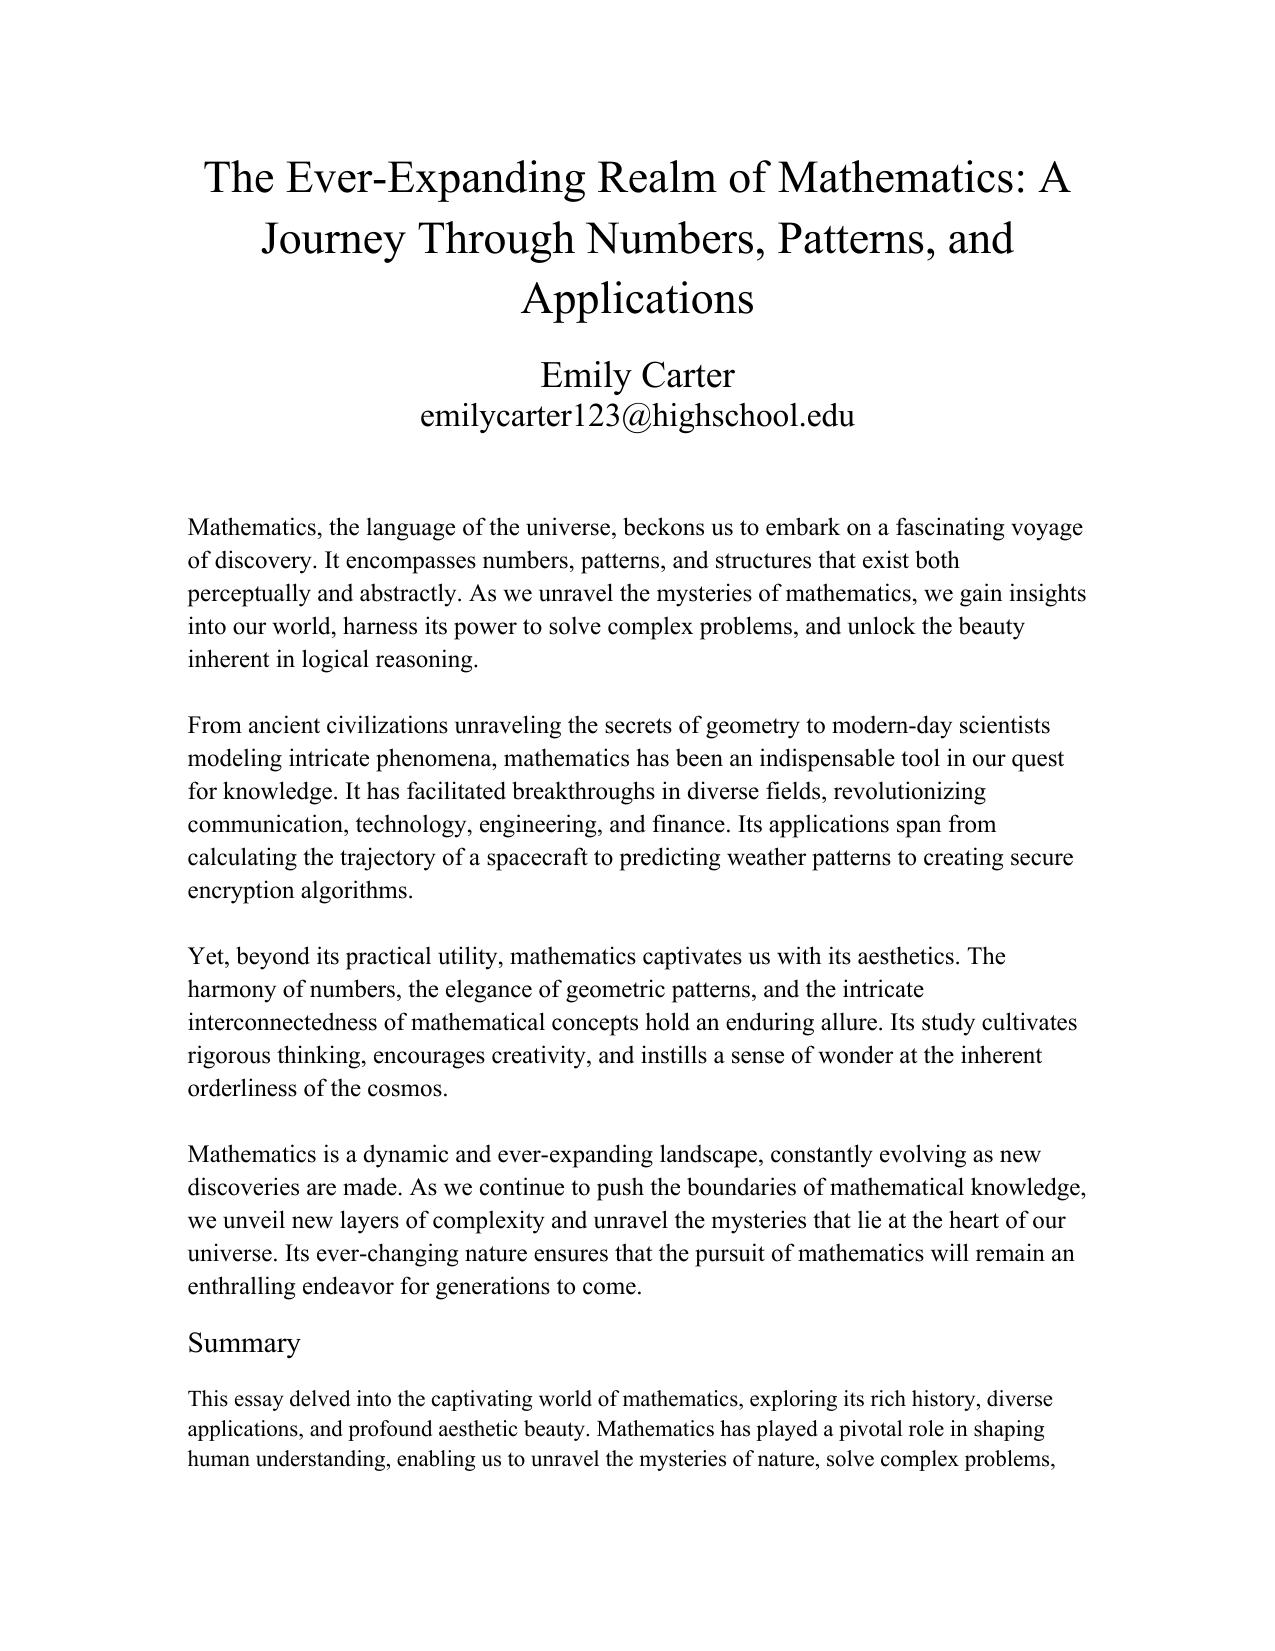 The Ever-Expanding Realm of Mathematics: A
Journey Through Numbers, Patterns, and
Applications
Emily Carter
emilycarter123@highschool.edu
Mathematics, the language of the universe, beckons us to embark on a fascinating voyage
of discovery. It encompasses numbers, patterns, and structures that exist both
perceptually and abstractly. As we unravel the mysteries of mathematics, we gain insights
into our world, harness its power to solve complex problems, and unlock the beauty
inherent in logical reasoning.
From ancient civilizations unraveling the secrets of geometry to modern-day scientists
modeling intricate phenomena, mathematics has been an indispensable tool in our quest
for knowledge. It has facilitated breakthroughs in diverse fields, revolutionizing
communication, technology, engineering, and finance. Its applications span from
calculating the trajectory of a spacecraft to predicting weather patterns to creating secure
encryption algorithms.
Yet, beyond its practical utility, mathematics captivates us with its aesthetics. The
harmony of numbers, the elegance of geometric patterns, and the intricate
interconnectedness of mathematical concepts hold an enduring allure. Its study cultivates
rigorous thinking, encourages creativity, and instills a sense of wonder at the inherent
orderliness of the cosmos.
Mathematics is a dynamic and ever-expanding landscape, constantly evolving as new
discoveries are made. As we continue to push the boundaries of mathematical knowledge,
we unveil new layers of complexity and unravel the mysteries that lie at the heart of our
universe. Its ever-changing nature ensures that the pursuit of mathematics will remain an
enthralling endeavor for generations to come.
Summary
This essay delved into the captivating world of mathematics, exploring its rich history, diverse
applications, and profound aesthetic beauty. Mathematics has played a pivotal role in shaping
human understanding, enabling us to unravel the mysteries of nature, solve complex problems,